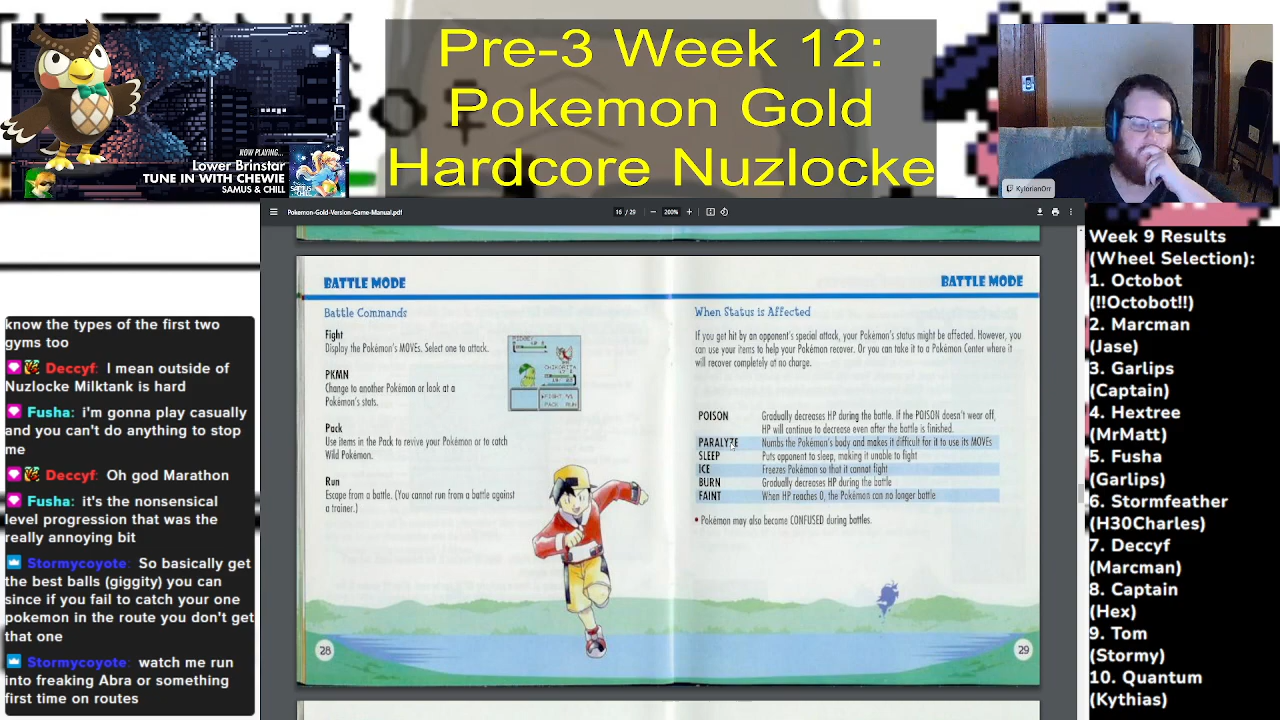 Pre-3 Week 12:
Pokemon Gold
Hardcore Nuzlocke
NOW PLAYING...
Lower Brinstar
TUNE IN WITH CHEWIE
SAMUS & CHILL
KylorianOrr
Pokemon-Gold-Version-Game-Manual.pdf
16 / 29
200%
BATTLE MODE
Battle Commands
Fight
Display the Pokémon's MOVEs. Select one to attack.
PKMN
Change to another Pokémon or look at a
Pokémon's stats.
Pack
Use items in the Pack to revive your Pokémon or to catch
Wild Pokémon.
Run
Escape from a battle. (You cannot run from a battle against
a trainer.)
CHIKORITA
28
BATTLE MODE
When Status is Affected
If you get hit by an opponent's special attack, your Pokémon's status might be affected. However, you
can use your items to help your Pokémon recover. Or you can take it to a Pokémon Center where it
will recover completely at no charge.
POISON Gradually decreases HP during the battle. If the POISON doesn't wear off,
HP will continue to decrease even after the battle is finished.
PARALYZE Numbs the Pokémon's body and makes it difficult for it to use its MOVEs
SLEEP Puts opponent to sleep, making it unable to fight
ICE Freezes Pokémon so that it cannot fight
BURN Gradually decreases HP during the battle
FAINT When HP reaches 0, the Pokémon can no longer battle
• Pokémon may also become CONFUSED during battles.
29
know the types of the first two
gyms too
Deccyf: I mean outside of
Nuzlocke Milktank is hard
Fusha: i'm gonna play casually
and you can't do anything to stop
me
Deccyf: Oh god Marathon
Fusha: it's the nonsensical
level progression that was the
really annoying bit
Stormycoyote: So basically get
the best balls (giggity) you can
since if you fail to catch your one
pokemon in the route you don't get
that one
Stormycoyote: watch me run
into freaking Abra or something
first time on routes
Week 9 Results
(Wheel Selection):
1. Octobot
(!!Octobot!!)
2. Marcman
(Jase)
3. Garlips
(Captain)
4. Hextree
(MrMatt)
5. Fusha
(Garlips)
6. Stormfeather
(H30Charles)
7. Deccyf
(Marcman)
8. Captain
(Hex)
9. Tom
(Stormy)
10. Quantum
(Kythias)